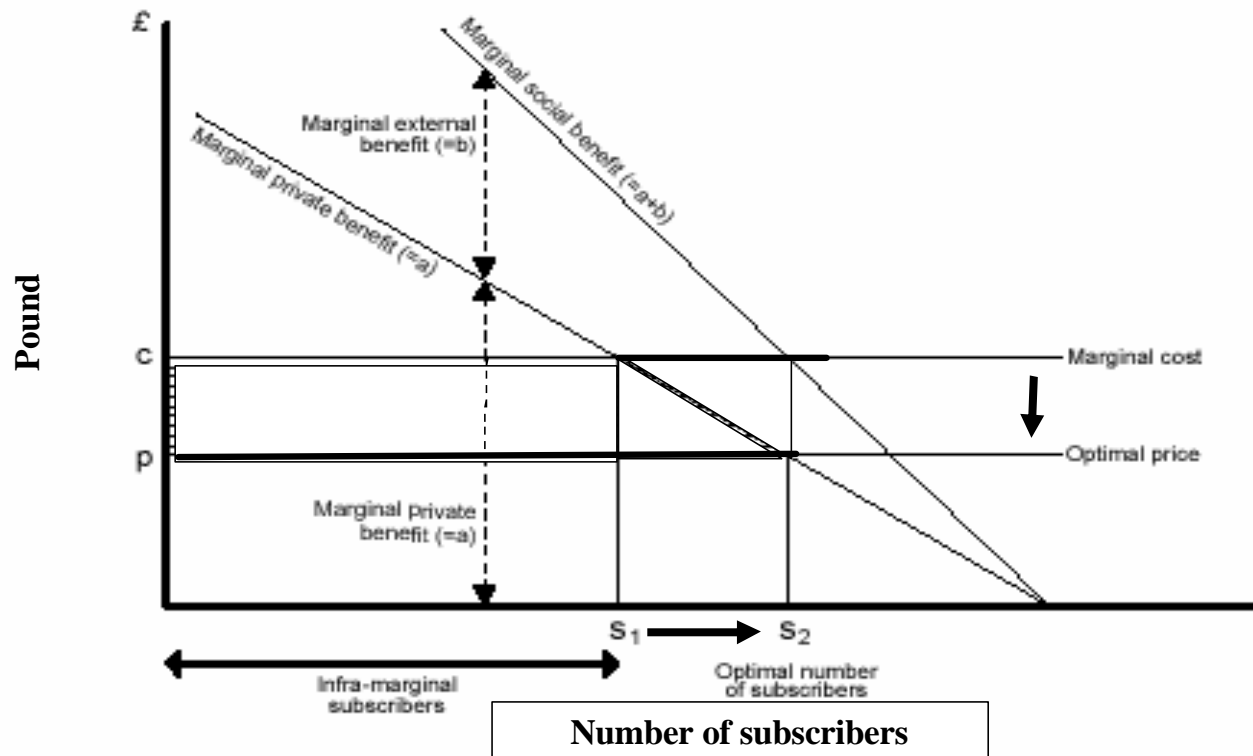 £
Marginal social benefit (=a+b)
Marginal external
benefit (=b)
Marginal private benefit (=a)
Pound
c
Marginal cost
p
Optimal price
Marginal private
benefit (=a)
S1
S2
Infra-marginal
subscribers
Optimal number
of subscribers
Number of subscribers